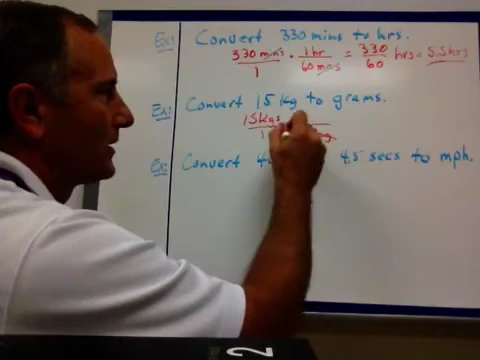 Ex: Convert 330 mins to hrs.
330 mins / 1 · 1 hr / 60 mins = 330 / 60 hrs = 5.5 hrs
Ex: Convert 15 kg to grams.
15 kgs / 1
Ex: Convert 45 secs to mph.
2